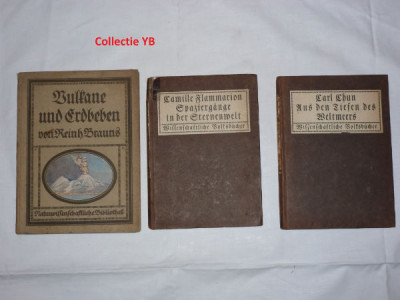 Collectie YB
Vulkane
und Erdbeben
von Reinh Brauns
Naturwissenschaftliche Bibliothek
Camille Flammarion
Spaziergänge
in der Sternenwelt
Wissenschaftliche Volksbücher
Carl Chun
Aus den Tiefen des
Weltmeers
Wissenschaftliche Volksbücher